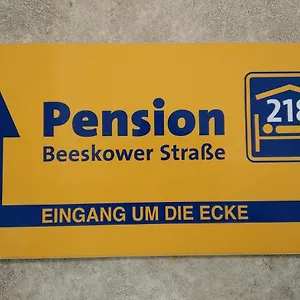 Pension
218
Beeskower Straße
EINGANG UM DIE ECKE